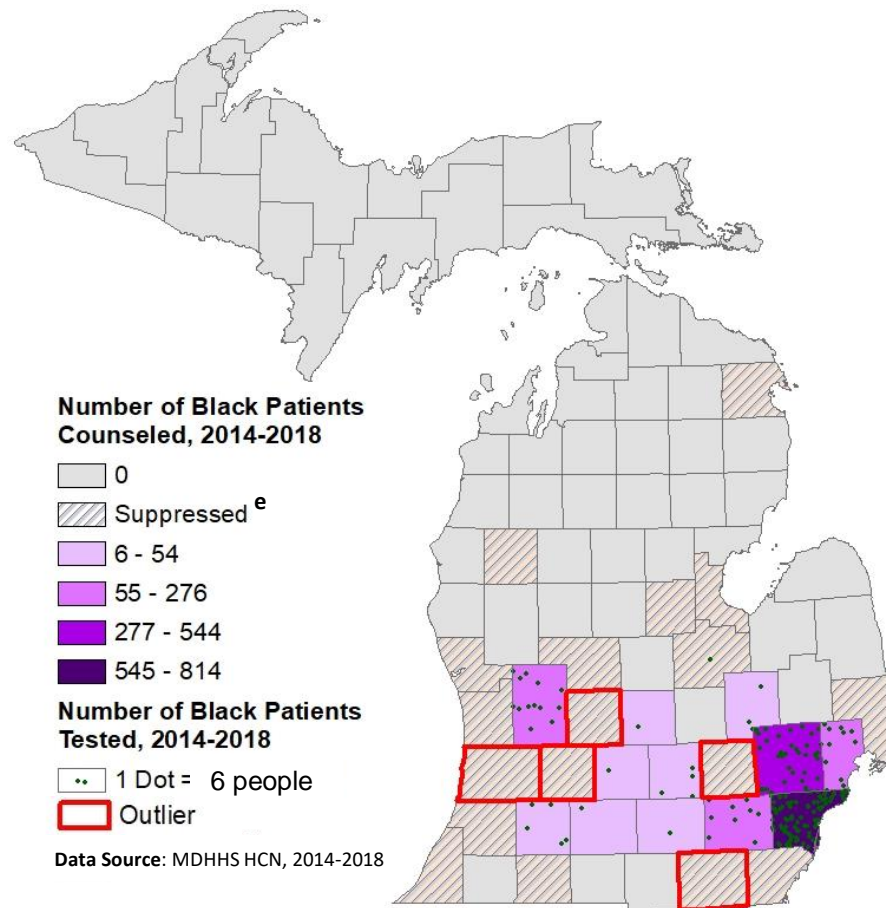 Number of Black Patients
Counseled, 2014-2018
0
Suppressed e
6 - 54
55 - 276
277 - 544
545 - 814
Number of Black Patients
Tested, 2014-2018
1 Dot = 6 people
Outlier
Data Source: MDHHS HCN, 2014-2018